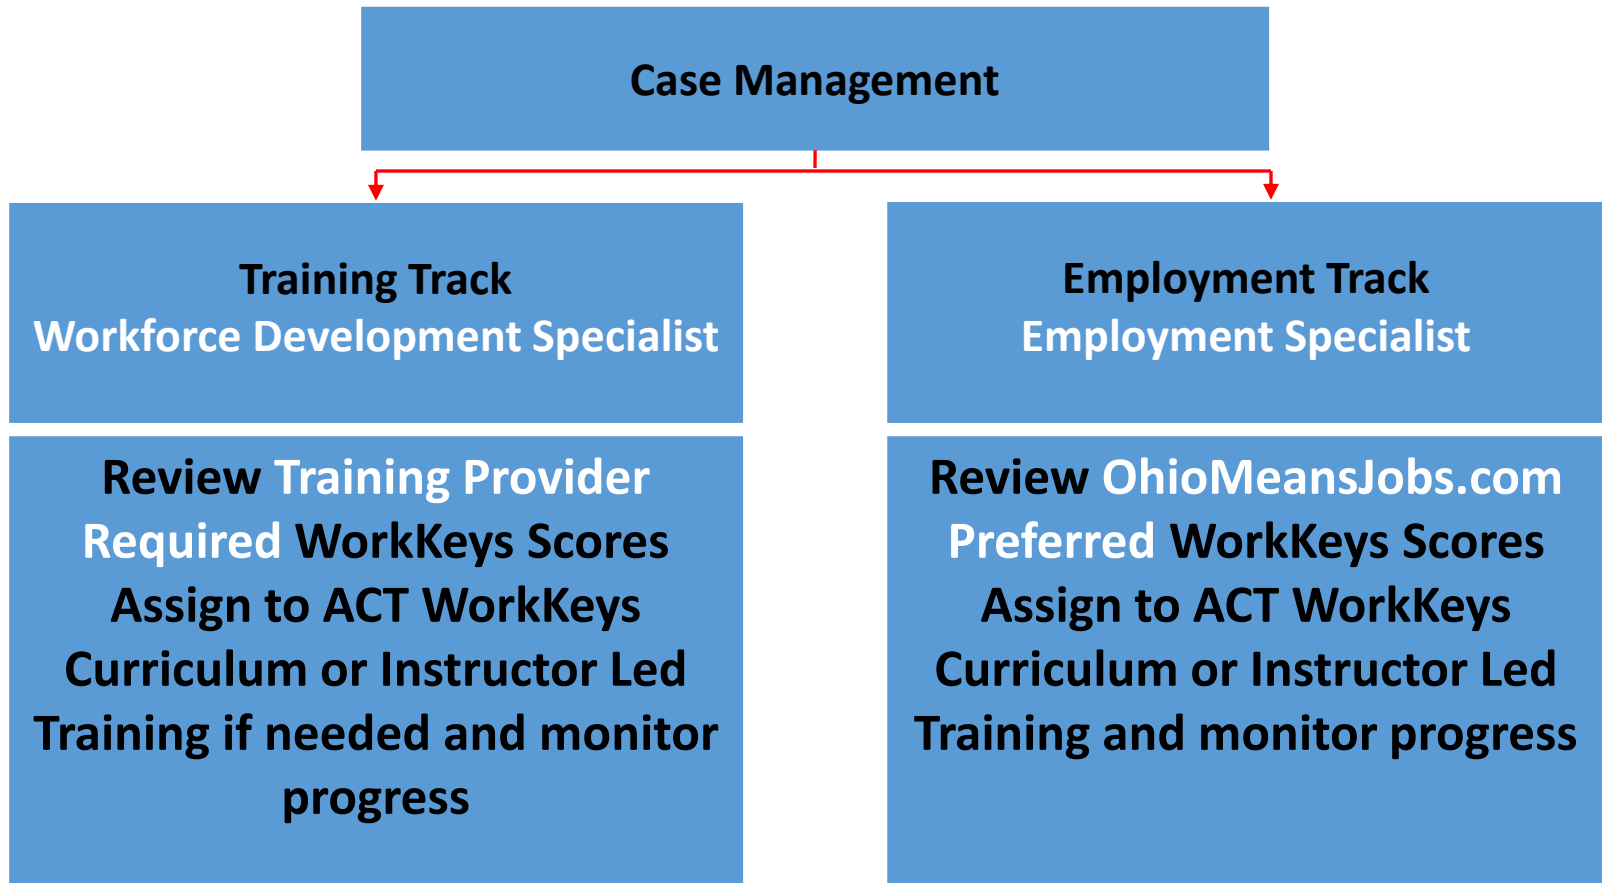 Case Management
Training Track
Workforce Development Specialist
Employment Track
Employment Specialist
Review Training Provider
Required WorkKeys Scores
Assign to ACT WorkKeys
Curriculum or Instructor Led
Training if needed and monitor
progress
Review OhioMeansJobs.com
Preferred WorkKeys Scores
Assign to ACT WorkKeys
Curriculum or Instructor Led
Training and monitor progress